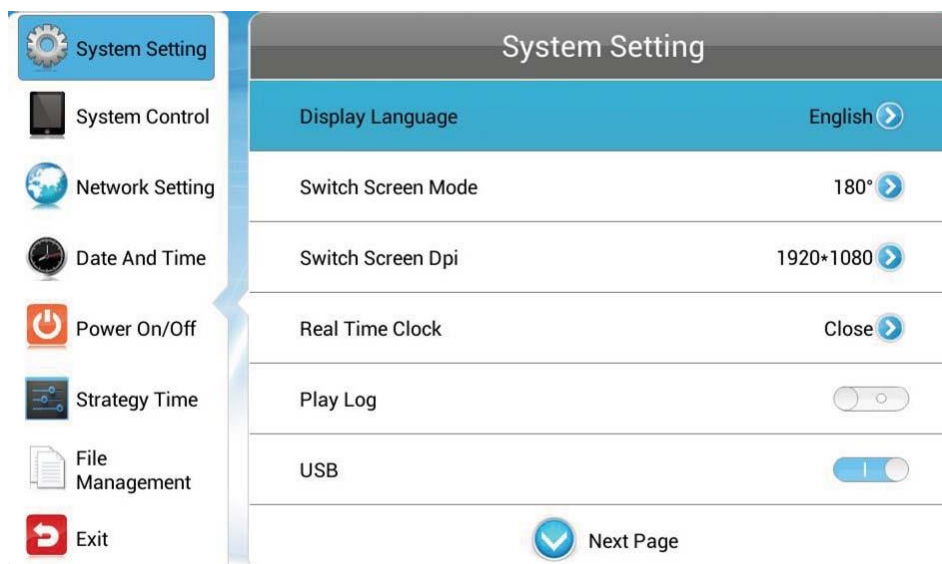 System Setting
System Control
Network Setting
Date And Time
Power On/Off
Strategy Time
File
Management
Exit
System Setting
Display Language English
Switch Screen Mode 180°
Switch Screen Dpi 1920*1080
Real Time Clock Close
Play Log
USB
Next Page